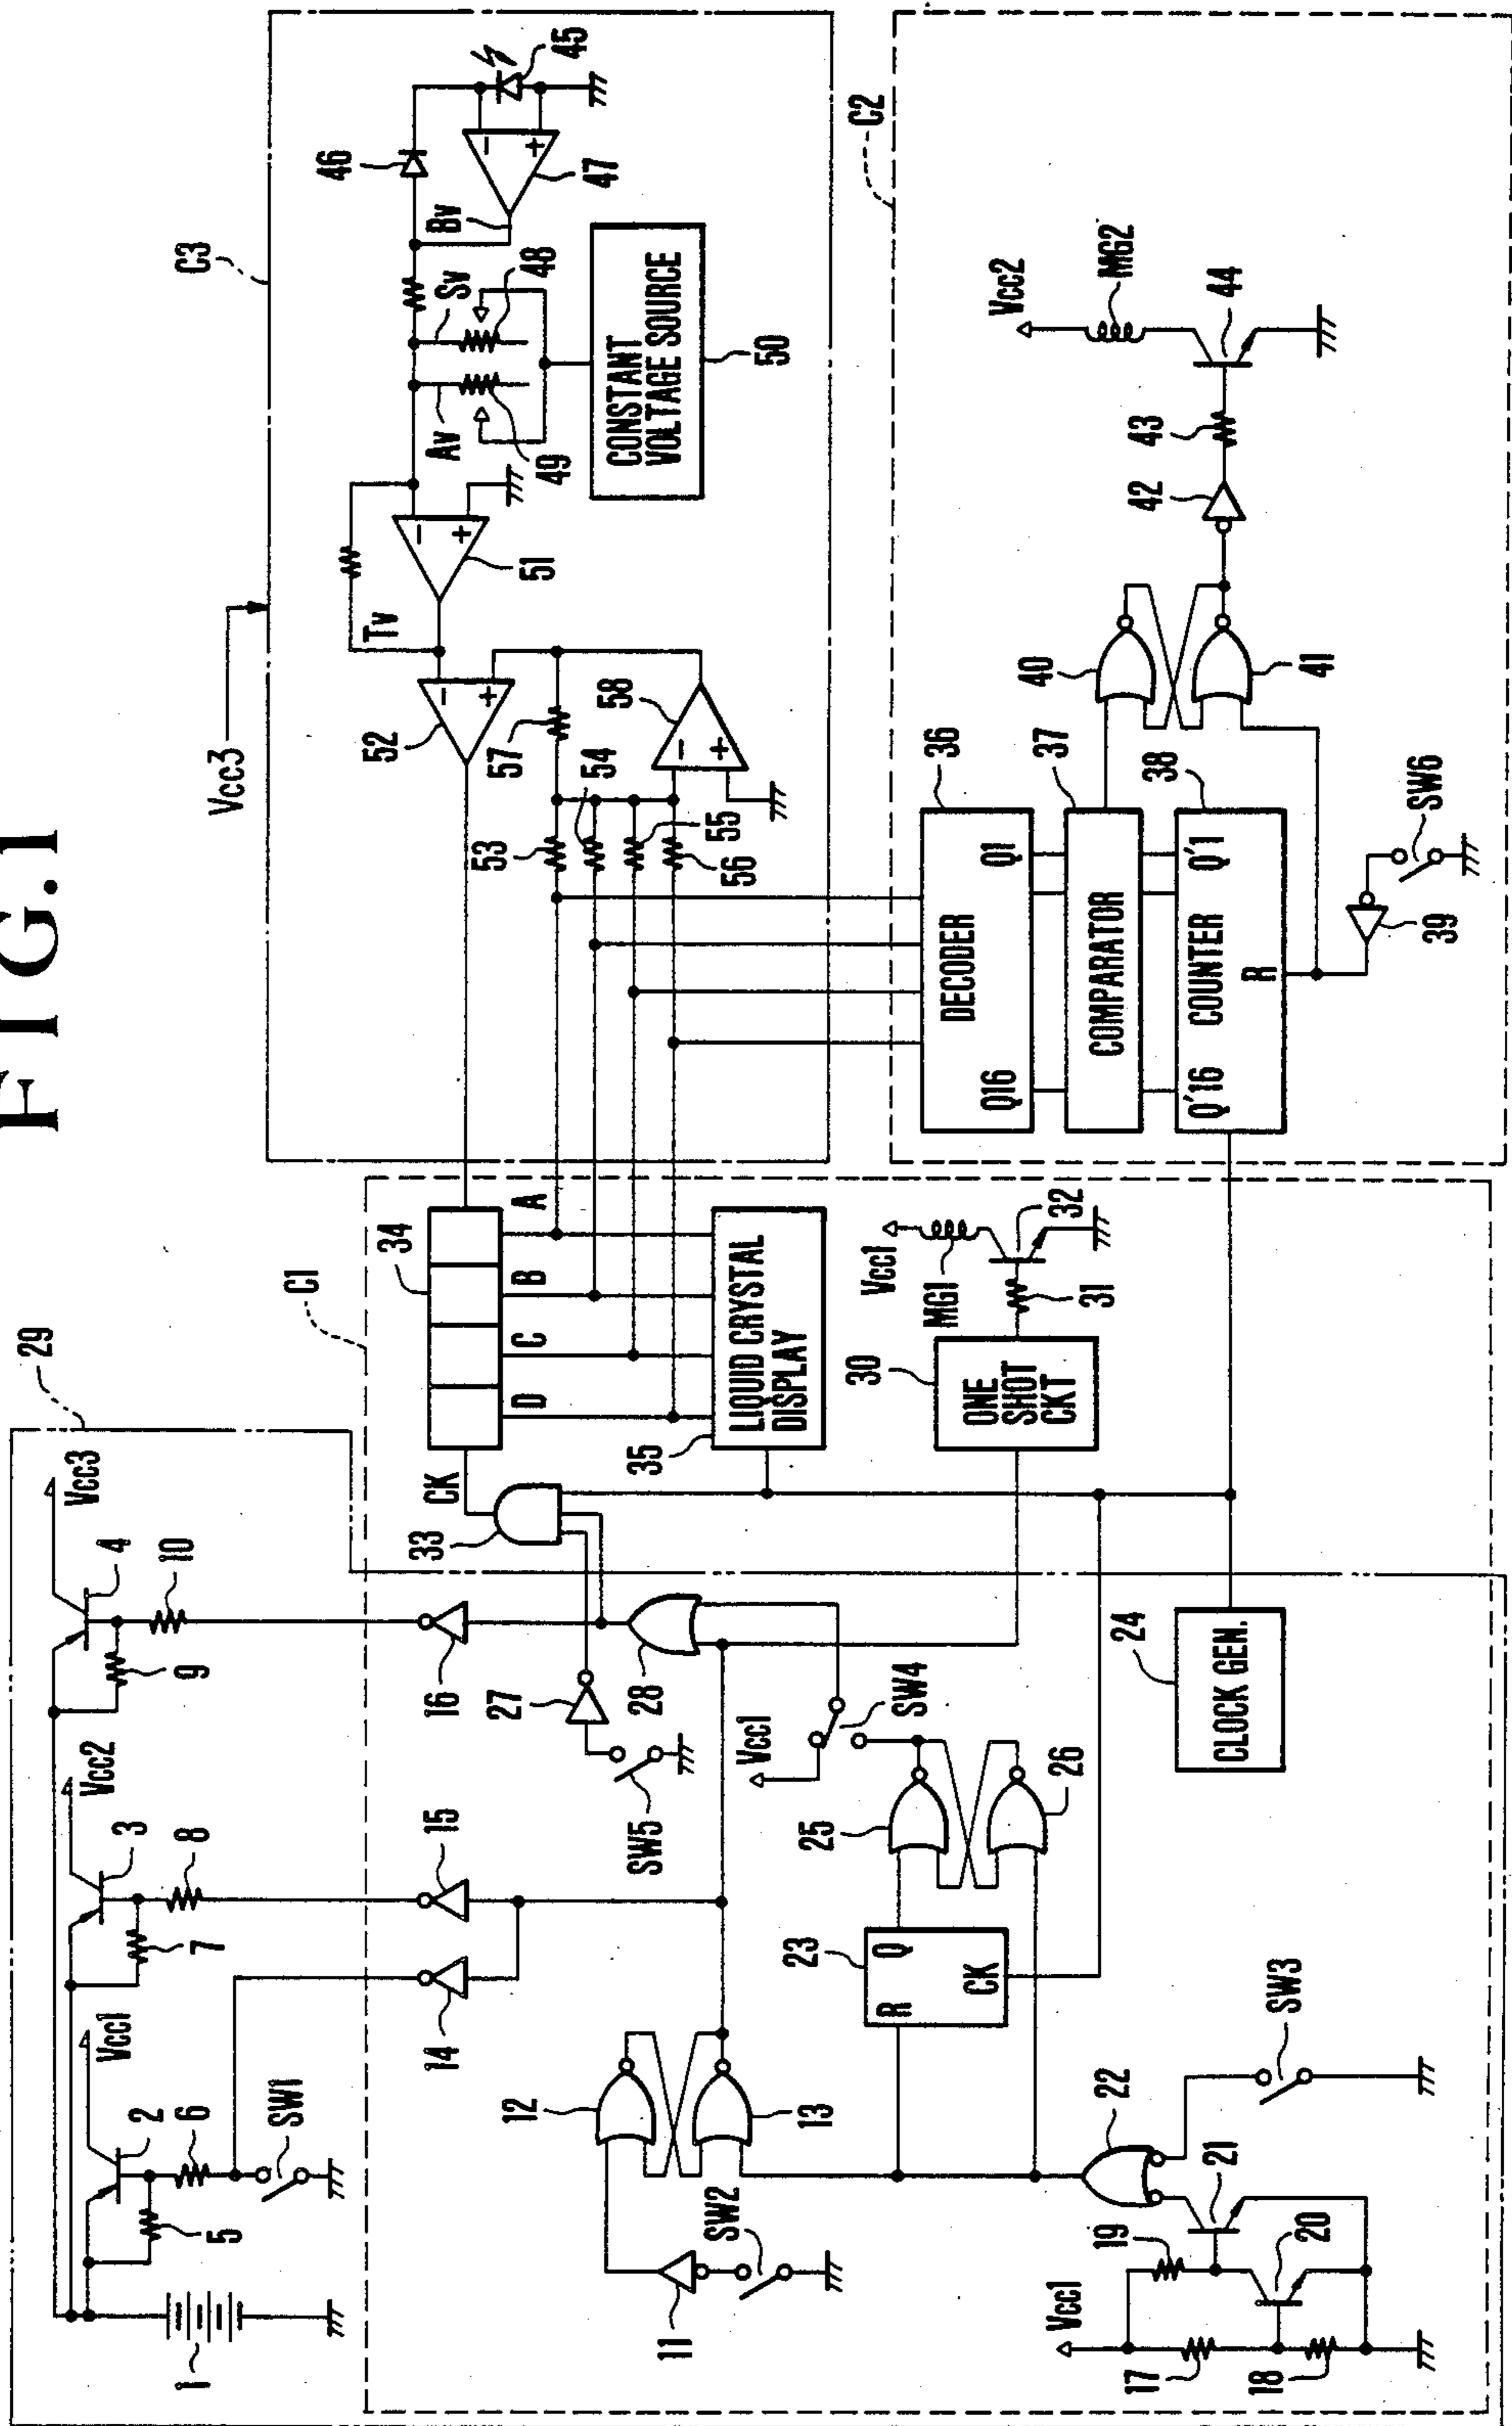 FIG.1
29
Vcc1
Vcc2
Vcc3
1
2
3
4
5
6
7
8
9
10
SW1
C1
11
SW2
12
13
14
15
16
SW5
27
28
33
CK
34
D
C
B
A
35
LIQUID CRYSTAL
DISPLAY
Vcc1
SW4
25
26
23
R
Q
CK
30
ONE
SHOT
CKT
Vcc1
MG1
31
32
Vcc1
17
18
19
20
21
22
SW3
24
CLOCK GEN.
Vcc3
C3
52
Tv
51
−
+
−
+
53
54
55
56
57
58
−
+
Av
49
Sv
48
Bv
46
47
−
+
45
CONSTANT
VOLTAGE SOURCE
50
C2
36
DECODER
Q16
Q1
37
COMPARATOR
38
Q'16
COUNTER
Q'1
R
39
SW6
40
41
42
43
44
Vcc2
MG2